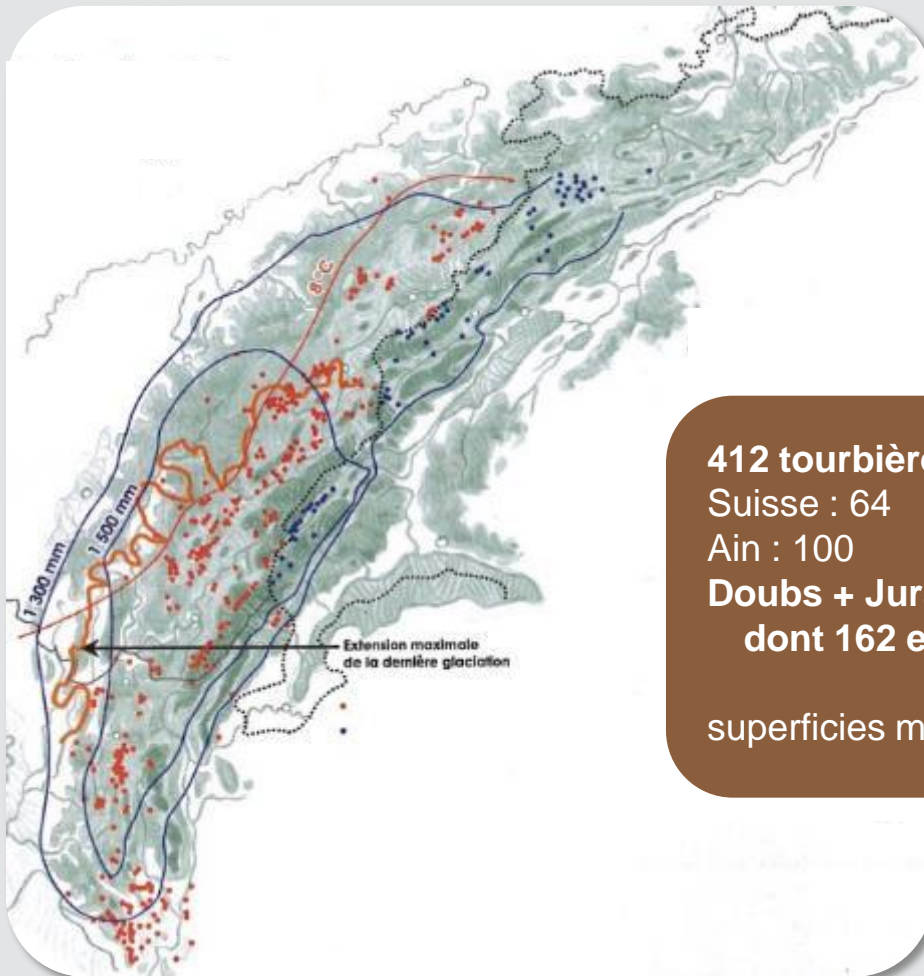 8°C
1 500 mm
1 300 mm
Extension maximale
de la dernière glaciation
412 tourbière
Suisse : 64
Ain : 100
Doubs + Jur
dont 162 e
superficies m